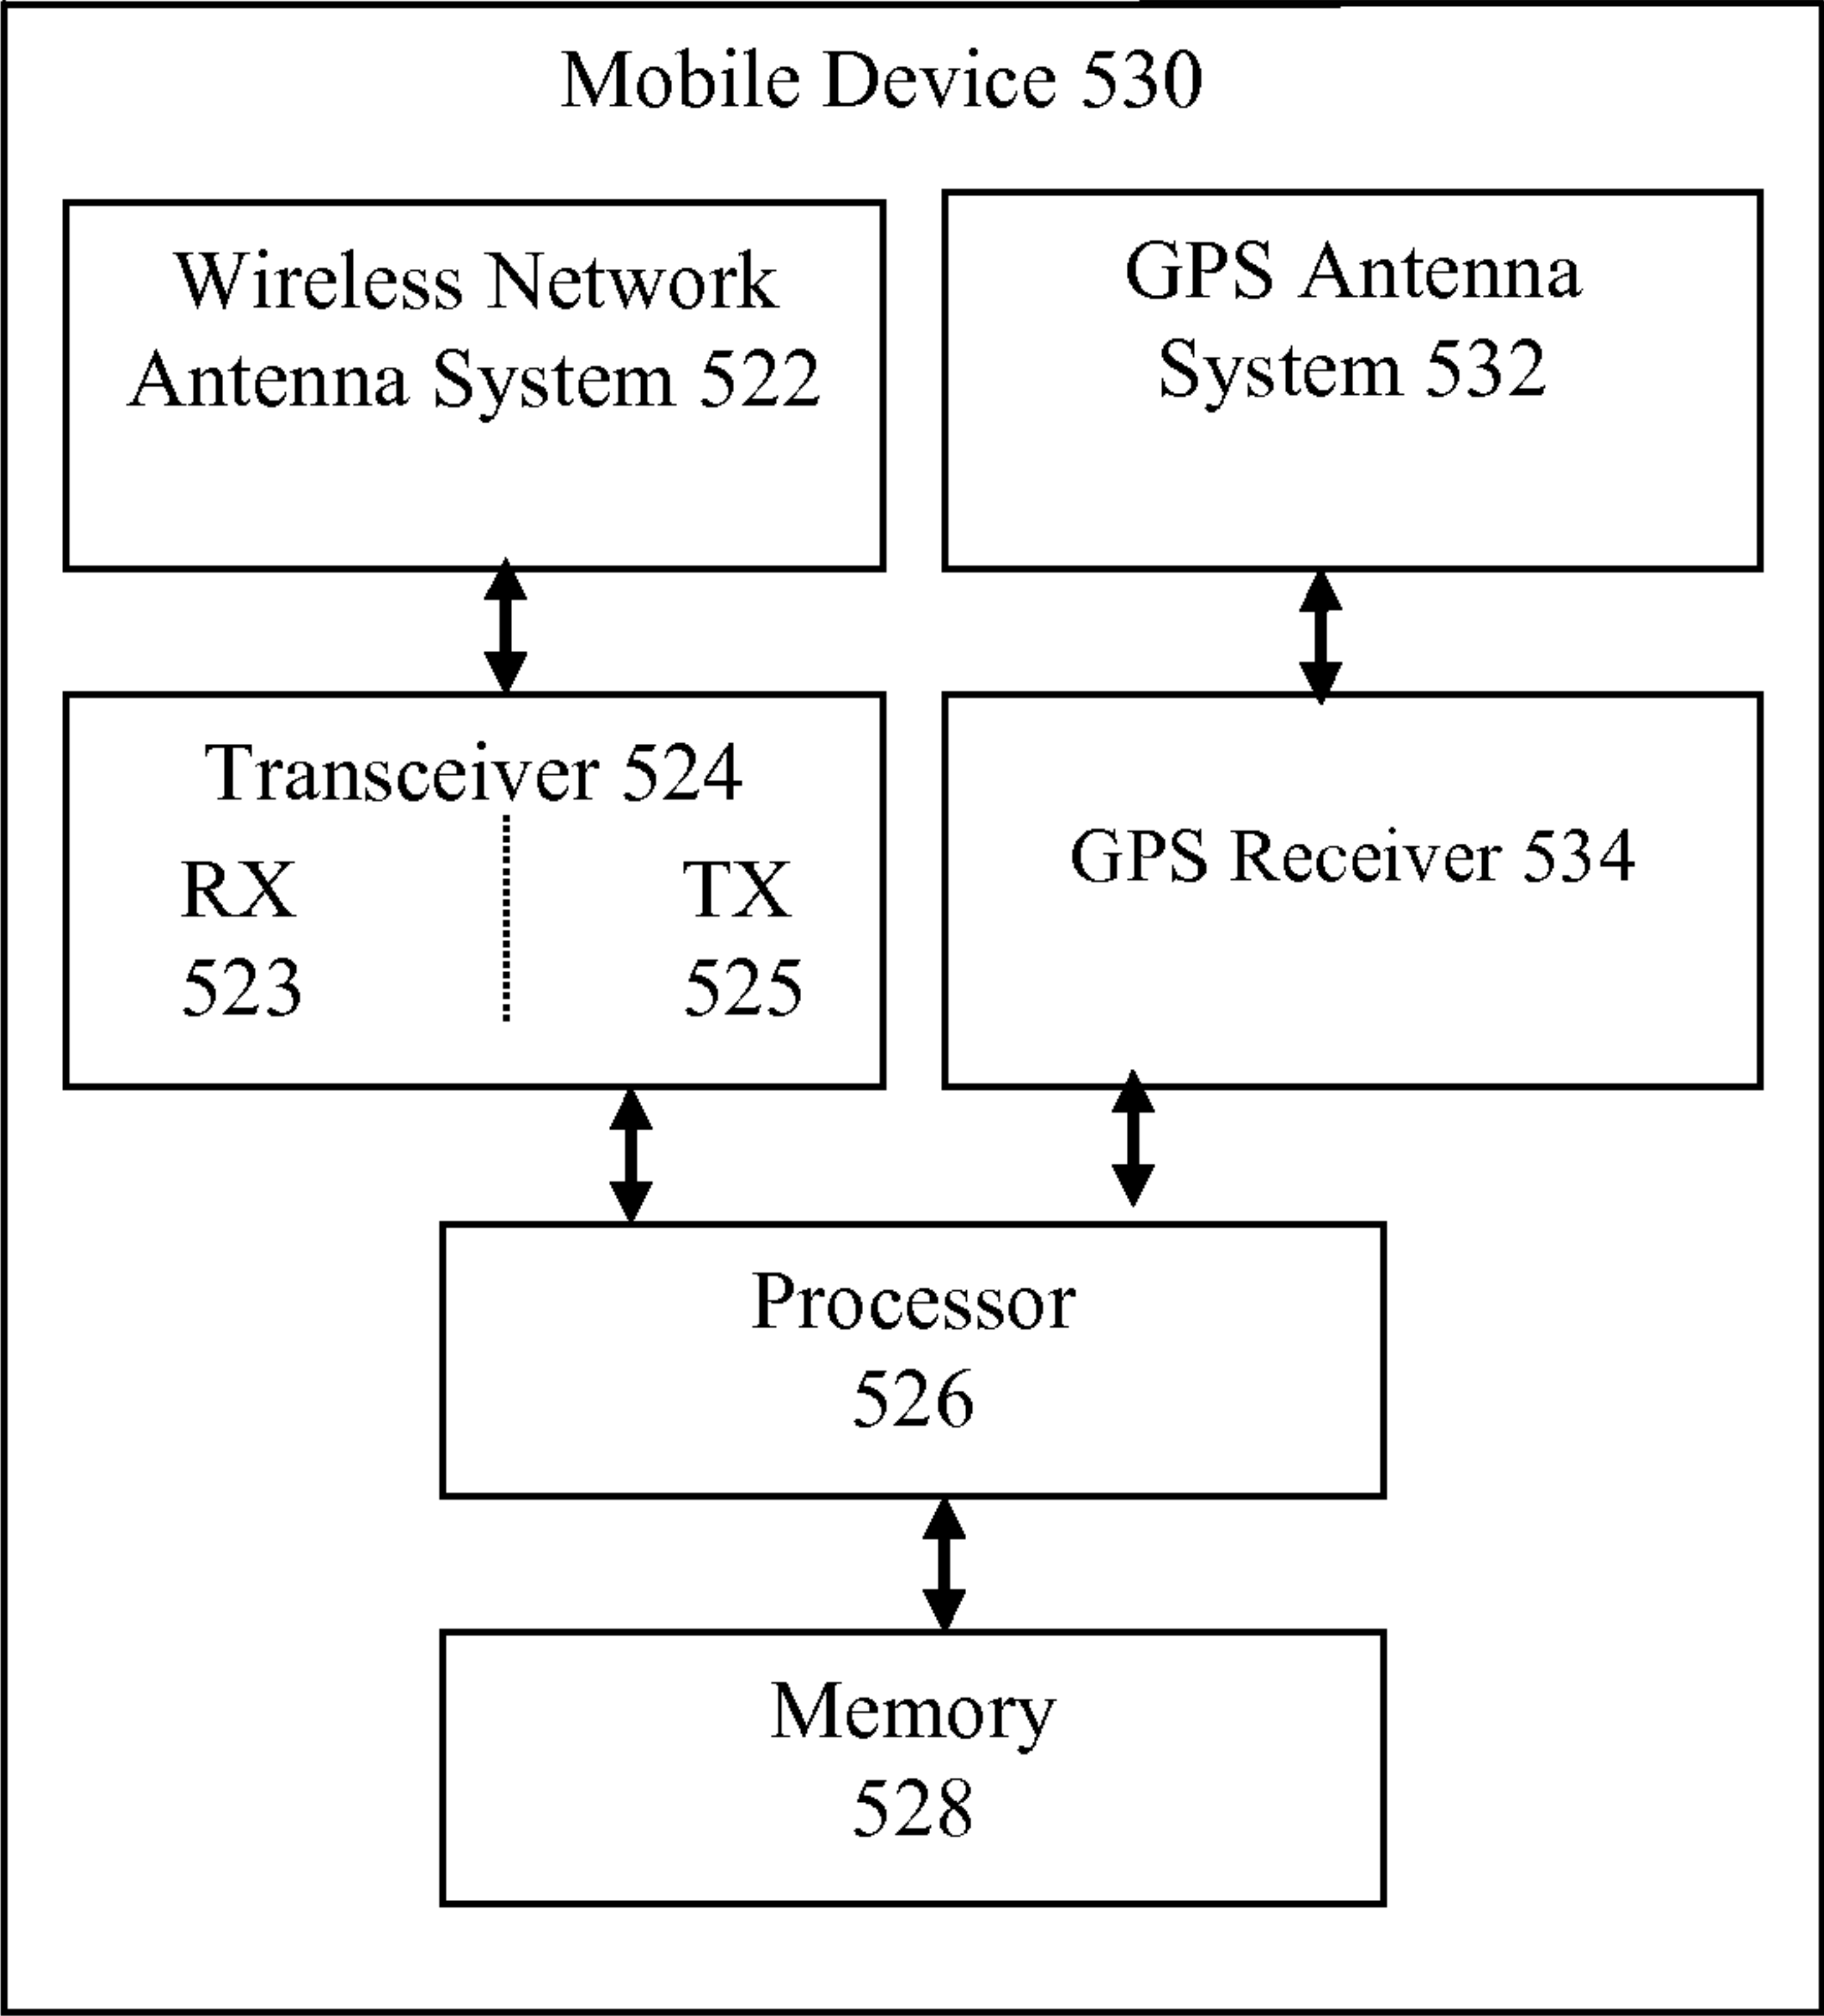 Mobile Device 530
Wireless Network
Antenna System 522
GPS Antenna
System 532
Transceiver 524
RX
523
TX
525
GPS Receiver 534
Processor
526
Memory
528